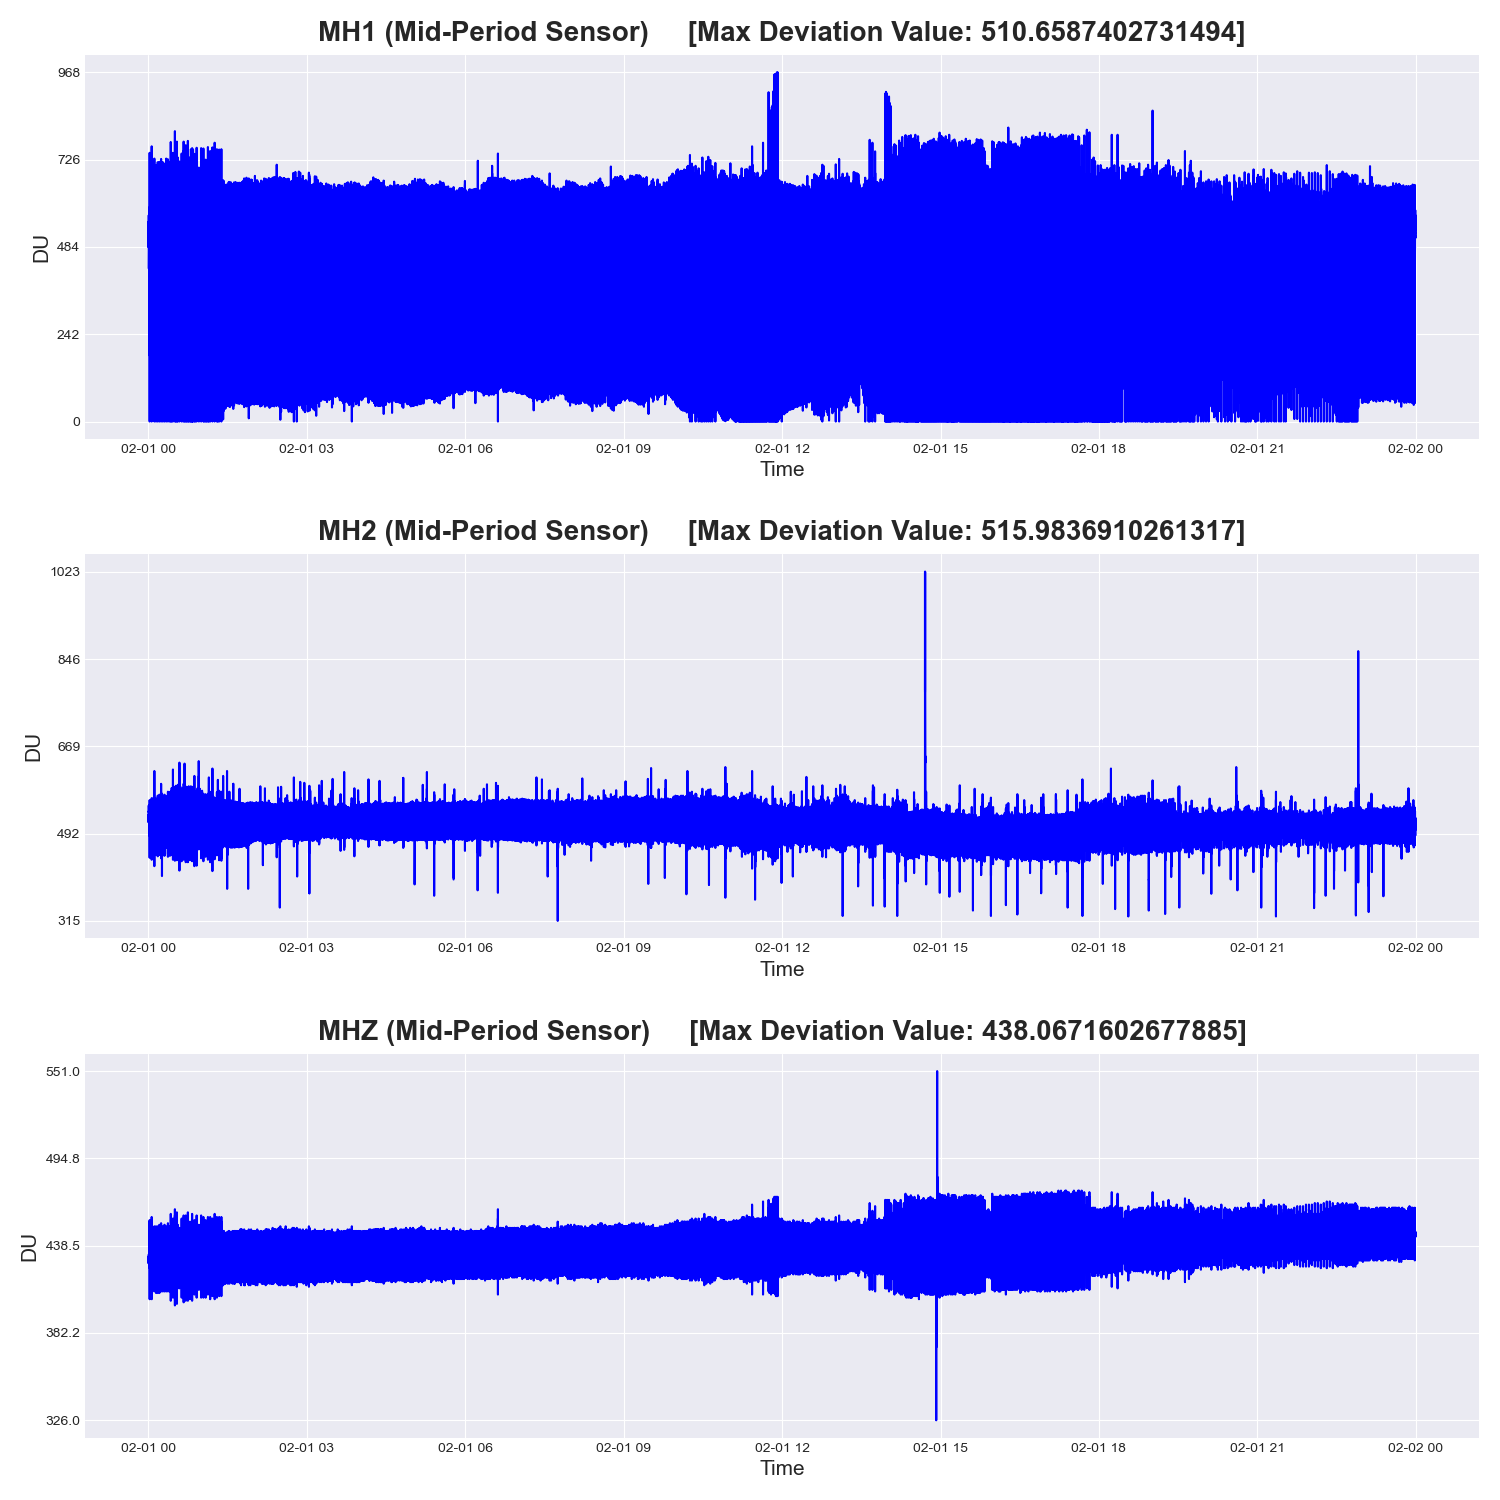 MH1 (Mid-Period Sensor) [Max Deviation Value: 510.6587402731494]
968
726
484
242
0
DU
02-01 00 02-01 03 02-01 06 02-01 09 02-01 12 02-01 15 02-01 18 02-01 21 02-02 00
Time
MH2 (Mid-Period Sensor) [Max Deviation Value: 515.9836910261317]
1023
846
669
492
315
DU
02-01 00 02-01 03 02-01 06 02-01 09 02-01 12 02-01 15 02-01 18 02-01 21 02-02 00
Time
MHZ (Mid-Period Sensor) [Max Deviation Value: 438.0671602677885]
551.0
494.8
438.5
382.2
326.0
DU
02-01 00 02-01 03 02-01 06 02-01 09 02-01 12 02-01 15 02-01 18 02-01 21 02-02 00
Time